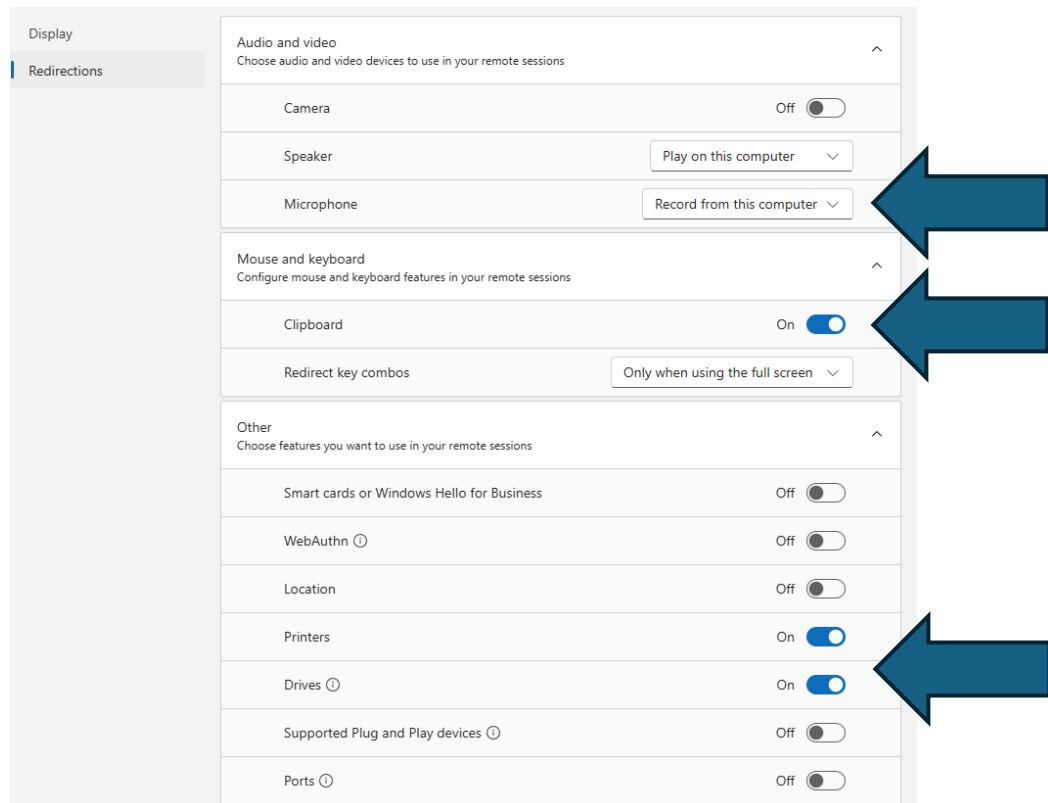 Display
Redirections
Audio and video
Choose audio and video devices to use in your remote sessions
Camera Off
Speaker Play on this computer
Microphone Record from this computer
Mouse and keyboard
Configure mouse and keyboard features in your remote sessions
Clipboard On
Redirect key combos Only when using the full screen
Other
Choose features you want to use in your remote sessions
Smart cards or Windows Hello for Business Off
WebAuthn Off
Location Off
Printers On
Drives On
Supported Plug and Play devices Off
Ports Off